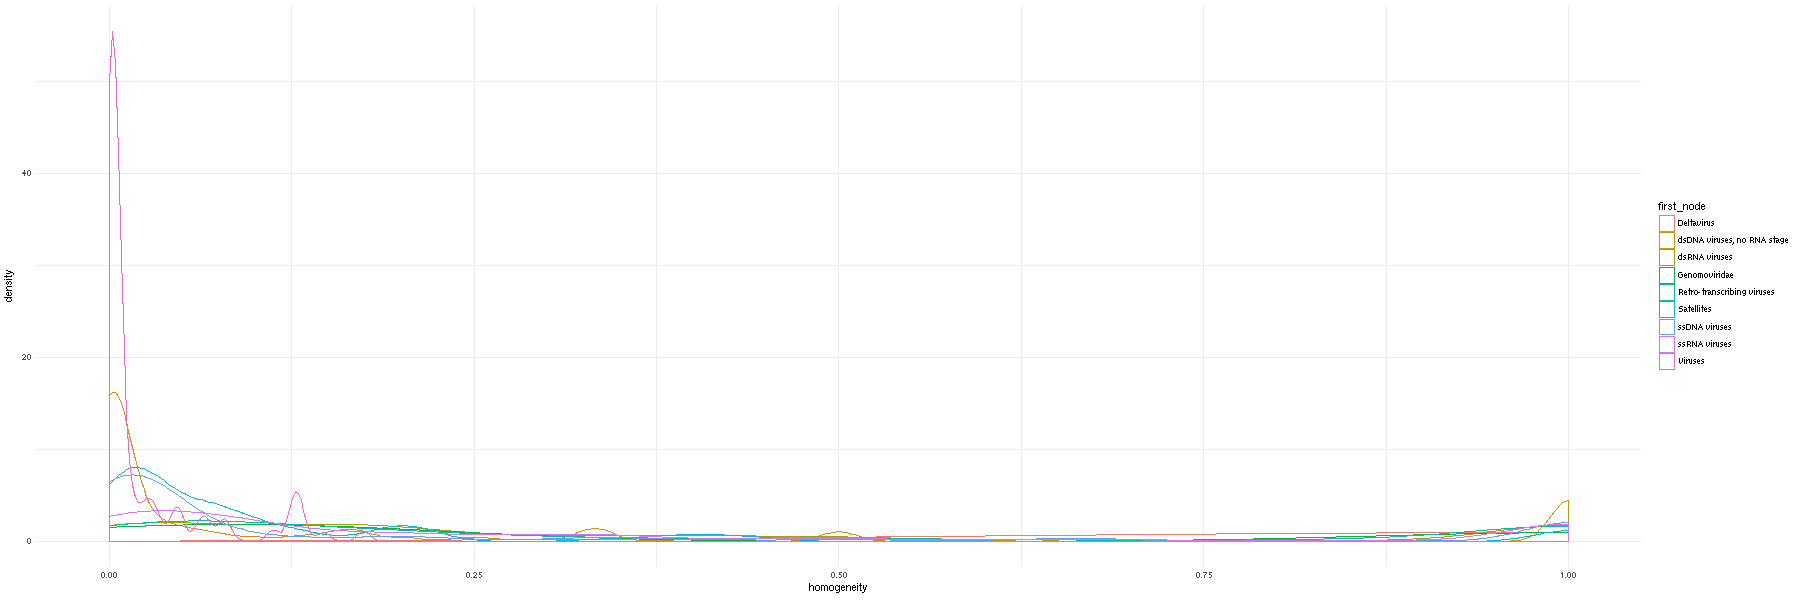 40
20
0
density
0.00
0.25
0.50
0.75
1.00
homogeneity
first_node
Deltavirus
dsDNA viruses, no RNA stage
dsRNA viruses
Genomoviridae
Retro-transcribing viruses
Satellites
ssDNA viruses
ssRNA viruses
Viruses